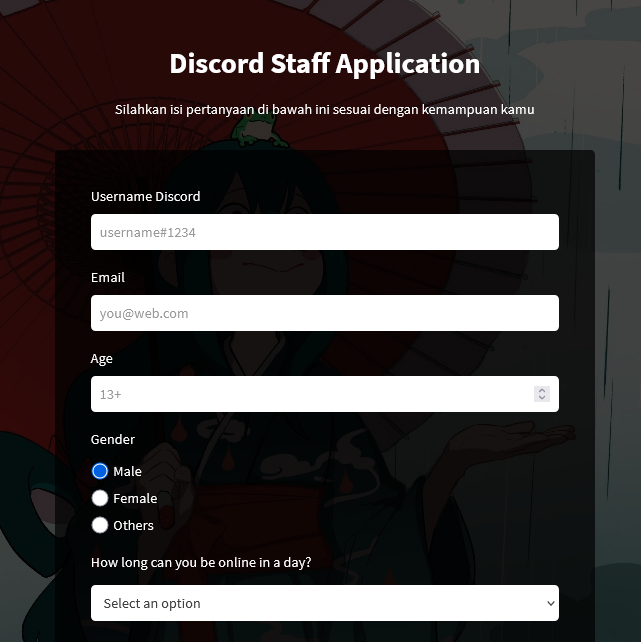 Discord Staff Application
Silahkan isi pertanyaan di bawah ini sesuai dengan kemampuan kamu
Username Discord
username#1234
Email
you@web.com
Age
13+
Gender
Male
Female
Others
How long can you be online in a day?
Select an option